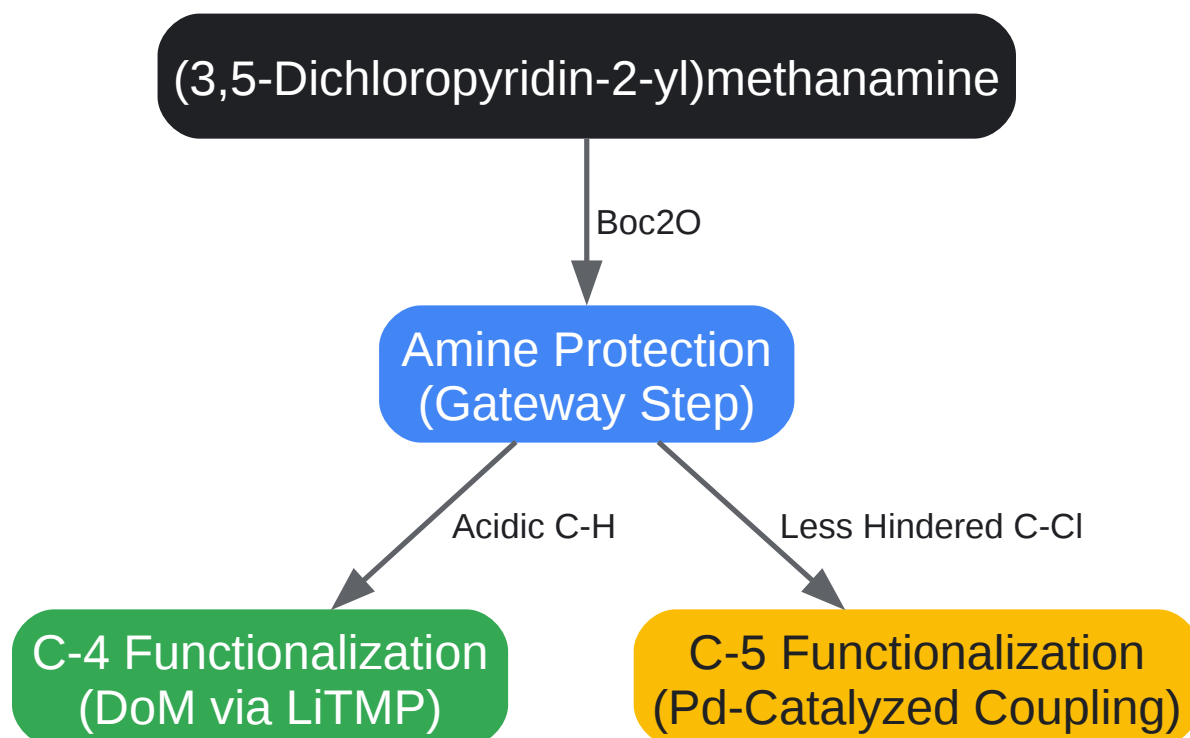 (3,5-Dichloropyridin-2-yl)methanamine
Boc2O
Amine Protection
(Gateway Step)
Acidic C-H
Less Hindered C-Cl
C-4 Functionalization
(DoM via LiTMP)
C-5 Functionalization
(Pd-Catalyzed Coupling)